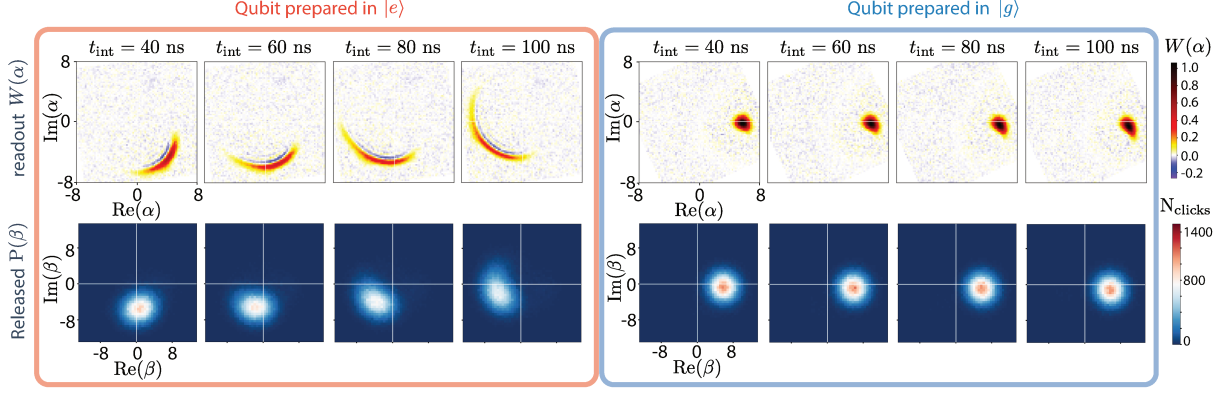 Qubit prepared in |e⟩
Qubit prepared in |g⟩
t_int = 40 ns
t_int = 60 ns
t_int = 80 ns
t_int = 100 ns
t_int = 40 ns
t_int = 60 ns
t_int = 80 ns
t_int = 100 ns
W(α)
readout W(α)
Im(α)
8
0
-8
-8
0
8
Re(α)
Im(α)
8
0
-8
-8
0
8
Re(α)
1.0
0.8
0.6
0.4
0.2
0.0
-0.2
Released P(β)
Im(β)
8
0
-8
-8
0
8
Re(β)
Im(β)
8
0
-8
-8
0
8
Re(β)
N_clicks
1400
800
0